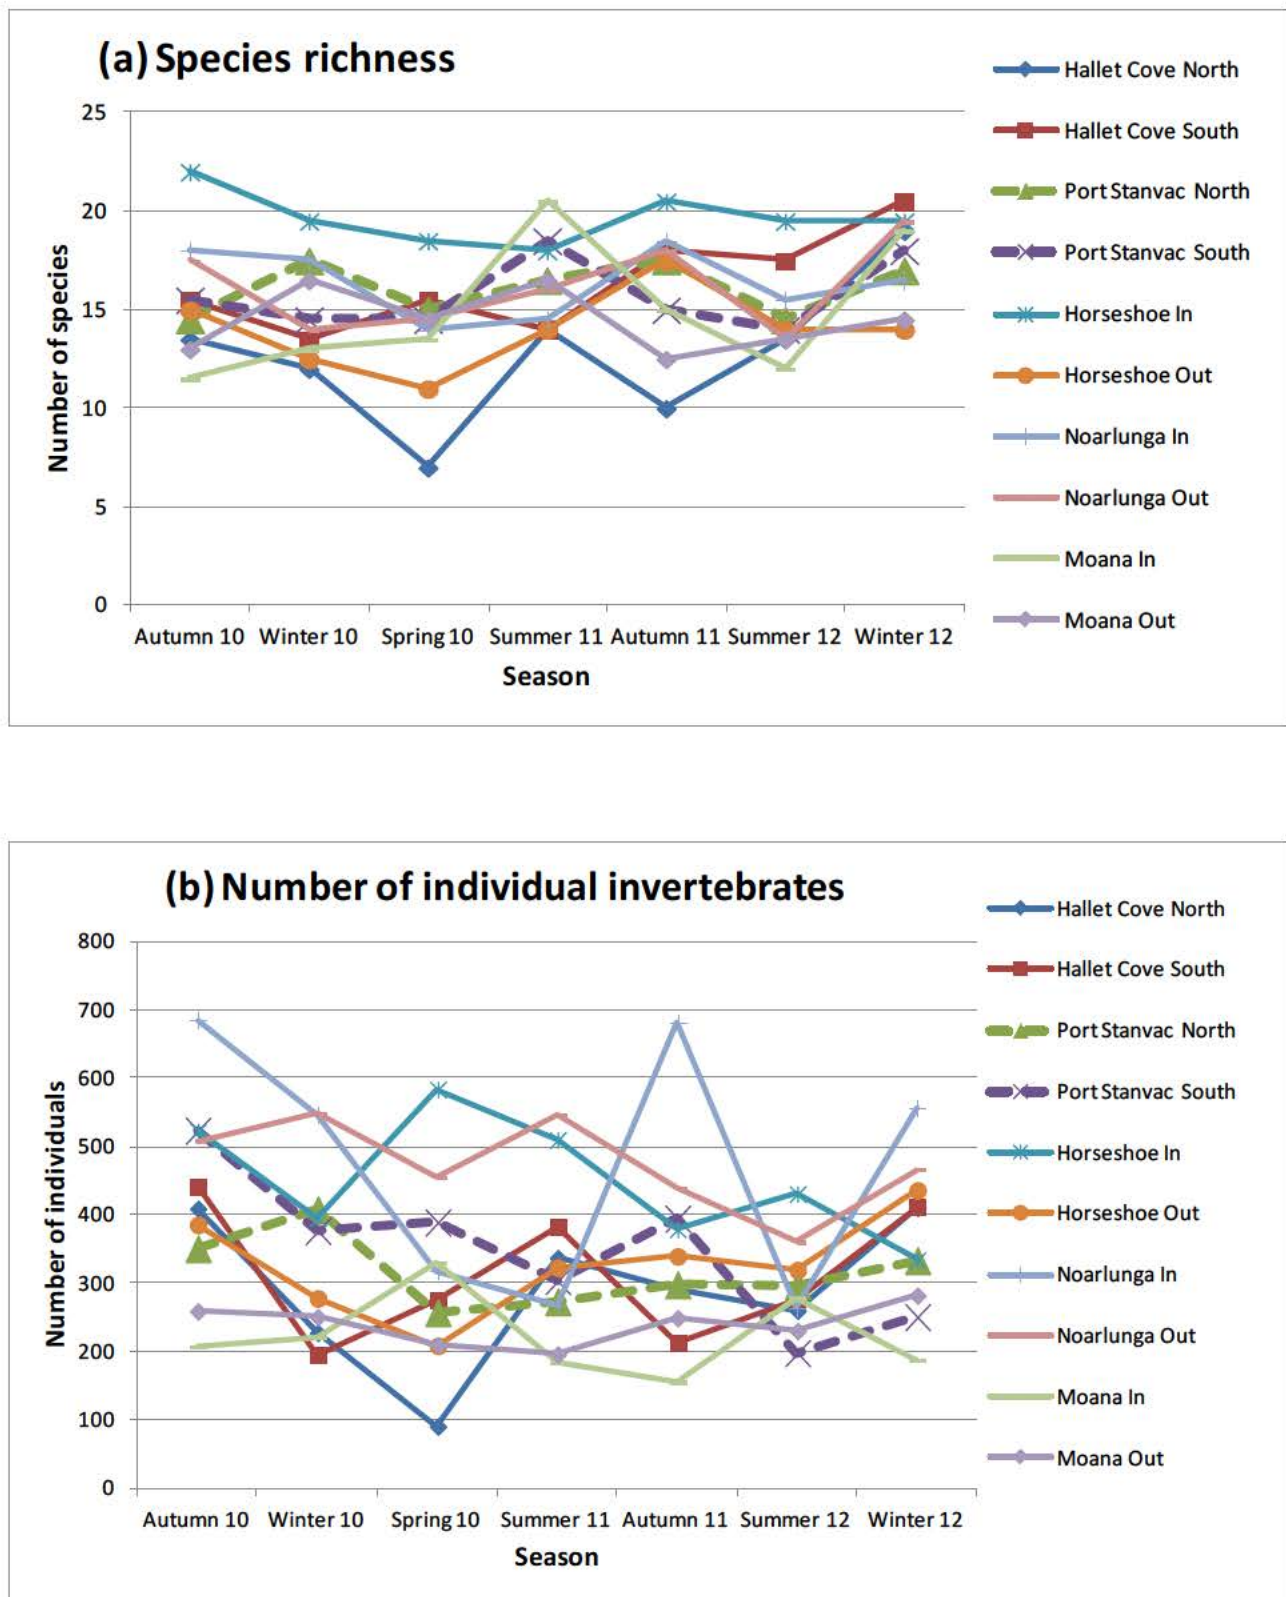 (a) Species richness
Number of species
25
20
15
10
5
0
Autumn 10 Winter 10 Spring 10 Summer 11 Autumn 11 Summer 12 Winter 12
Season
Hallet Cove North
Hallet Cove South
Port Stanvac North
Port Stanvac South
Horseshoe In
Horseshoe Out
Noarlunga In
Noarlunga Out
Moana In
Moana Out
(b) Number of individual invertebrates
Number of individuals
800
700
600
500
400
300
200
100
0
Autumn 10 Winter 10 Spring 10 Summer 11 Autumn 11 Summer 12 Winter 12
Season
Hallet Cove North
Hallet Cove South
Port Stanvac North
Port Stanvac South
Horseshoe In
Horseshoe Out
Noarlunga In
Noarlunga Out
Moana In
Moana Out